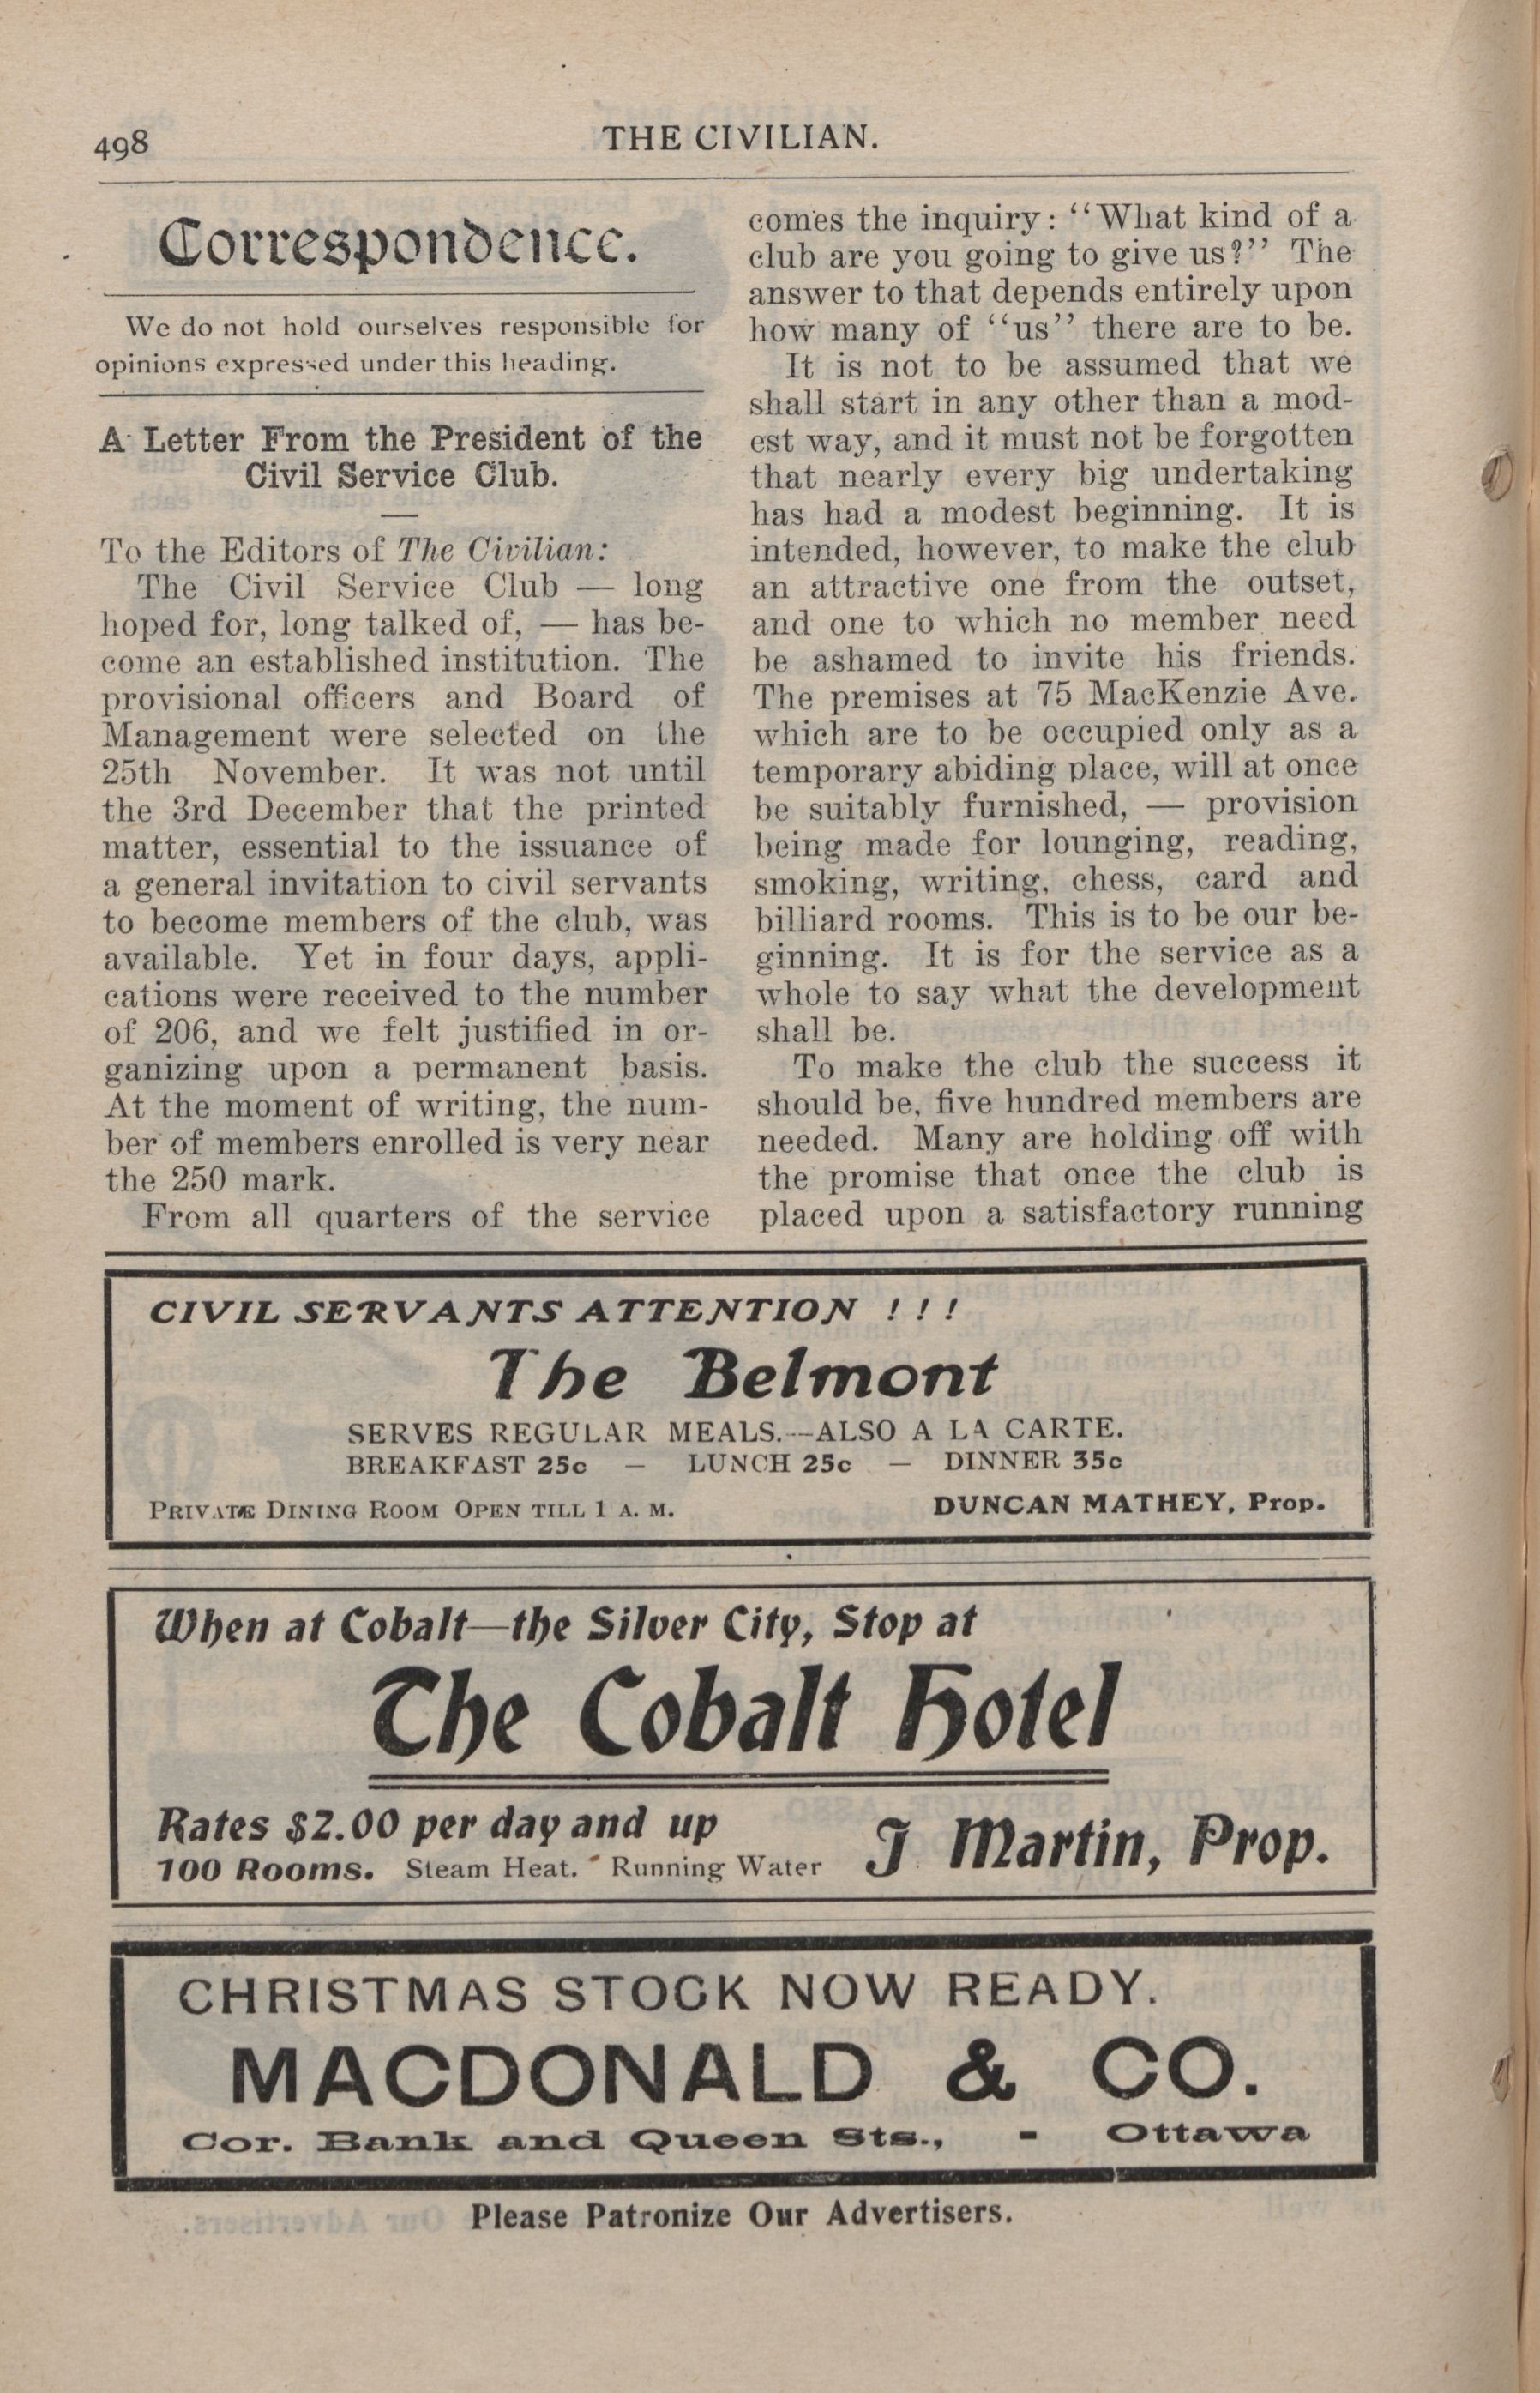 498
THE CIVILIAN.
Correspondence.
We do not hold ourselves responsible for
opinions expressed under this heading.
A Letter From the President of the
Civil Service Club.
To the Editors of The Civilian:
The Civil Service Club — long
hoped for, long talked of, — has be-
come an established institution. The
provisional officers and Board of
Management were selected on the
25th November. It was not until
the 3rd December that the printed
matter, essential to the issuance of
a general invitation to civil servants
to become members of the club, was
available. Yet in four days, appli-
cations were received to the number
of 206, and we felt justified in or-
ganizing upon a permanent basis.
At the moment of writing, the num-
ber of members enrolled is very near
the 250 mark.
From all quarters of the service
comes the inquiry: "What kind of a
club are you going to give us?" The
answer to that depends entirely upon
how many of "us" there are to be.
It is not to be assumed that we
shall start in any other than a mod-
est way, and it must not be forgotten
that nearly every big undertaking
has had a modest beginning. It is
intended, however, to make the club
an attractive one from the outset,
and one to which no member need
be ashamed to invite his friends.
The premises at 75 MacKenzie Ave.
which are to be occupied only as a
temporary abiding place, will at once
be suitably furnished, — provision
being made for lounging, reading,
smoking, writing, chess, card and
billiard rooms. This is to be our be-
ginning. It is for the service as a
whole to say what the development
shall be.
To make the club the success it
should be, five hundred members are
needed. Many are holding off with
the promise that once the club is
placed upon a satisfactory running
CIVIL SERVANTS ATTENTION ! ! !
The Belmont
SERVES REGULAR MEALS.—ALSO A LA CARTE.
BREAKFAST 25c — LUNCH 25c — DINNER 35c
PRIVATE DINING ROOM OPEN TILL 1 A. M. DUNCAN MATHEY, Prop.
When at Cobalt—the Silver City, Stop at
The Cobalt Hotel
Rates $2.00 per day and up
100 Rooms. Steam Heat. Running Water
J. Martin, Prop.
CHRISTMAS STOCK NOW READY.
MACDONALD & CO.
Cor. Bank and Queen Sts., - Ottawa
Please Patronize Our Advertisers.